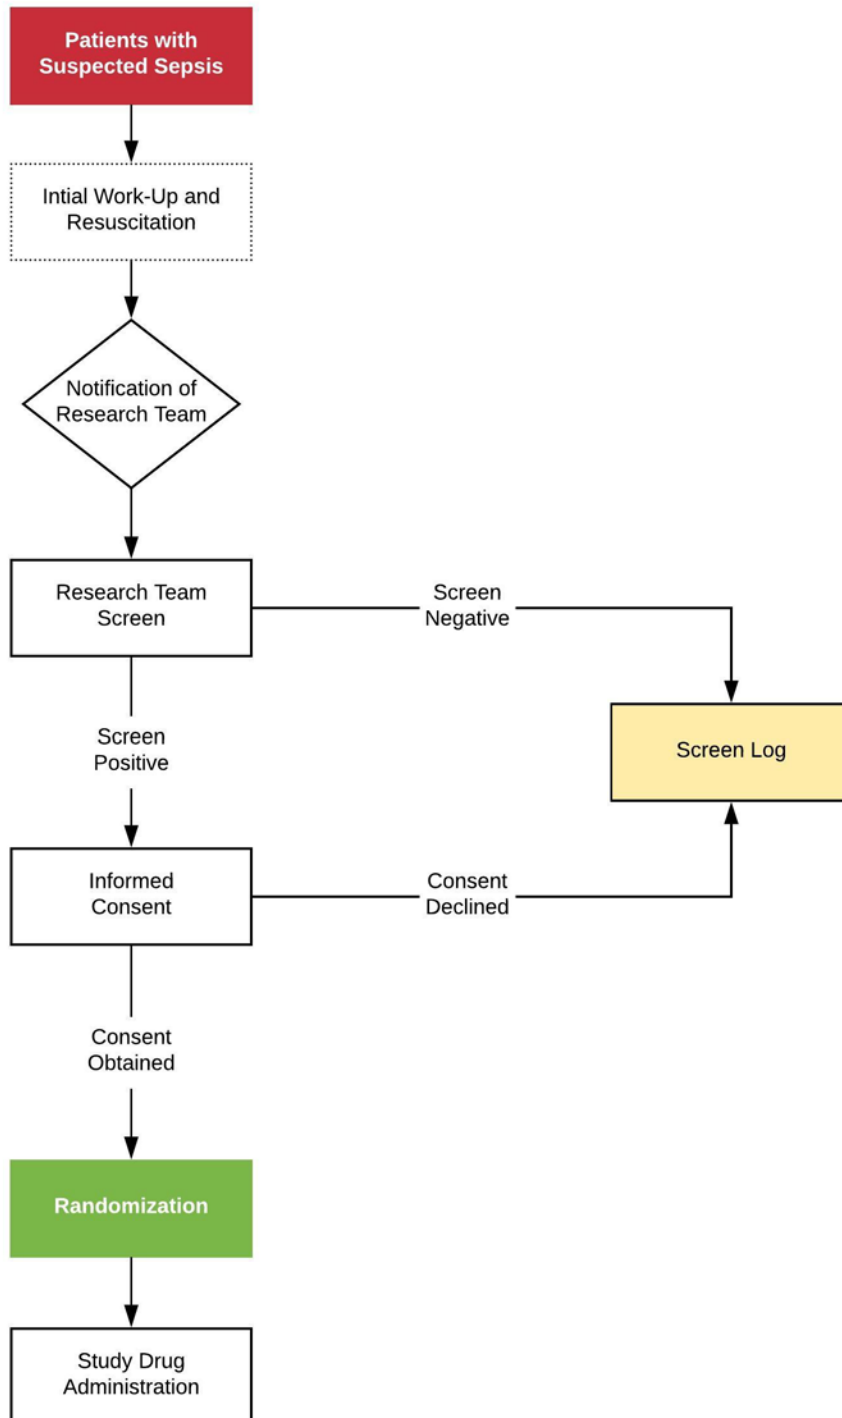 Patients with
Suspected Sepsis
Intial Work-Up and
Resuscitation
Notification of
Research Team
Research Team
Screen
Screen
Negative
Screen
Positive
Screen Log
Informed
Consent
Consent
Declined
Consent
Obtained
Randomization
Study Drug
Administration